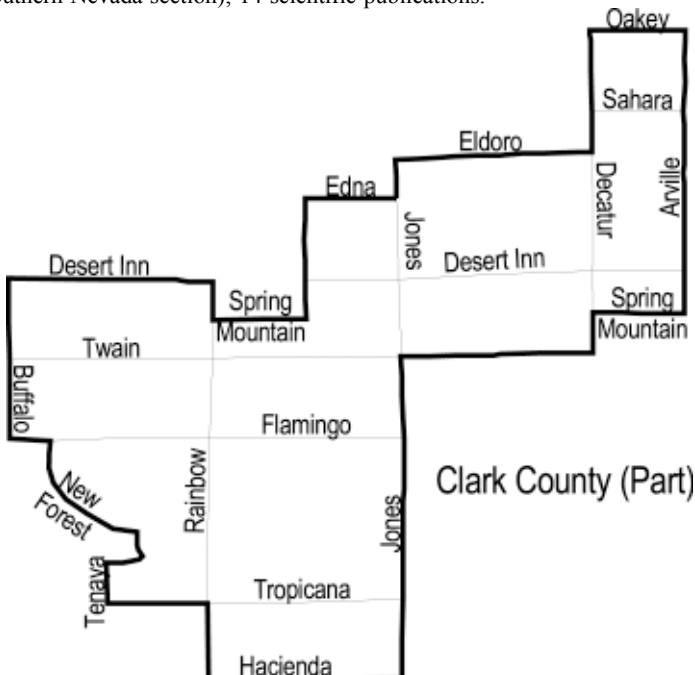 outhern Nevada section); 14 scientific publications.
Oakey
Sahara
Eldoro
Edna
Decatur
Arville
Jones
Desert Inn
Desert Inn
Spring
Mountain
Spring
Mountain
Twain
Buffalo
Flamingo
Rainbow
New
Forest
Clark County (Part)
Jones
Tenaya
Tropicana
Hacienda